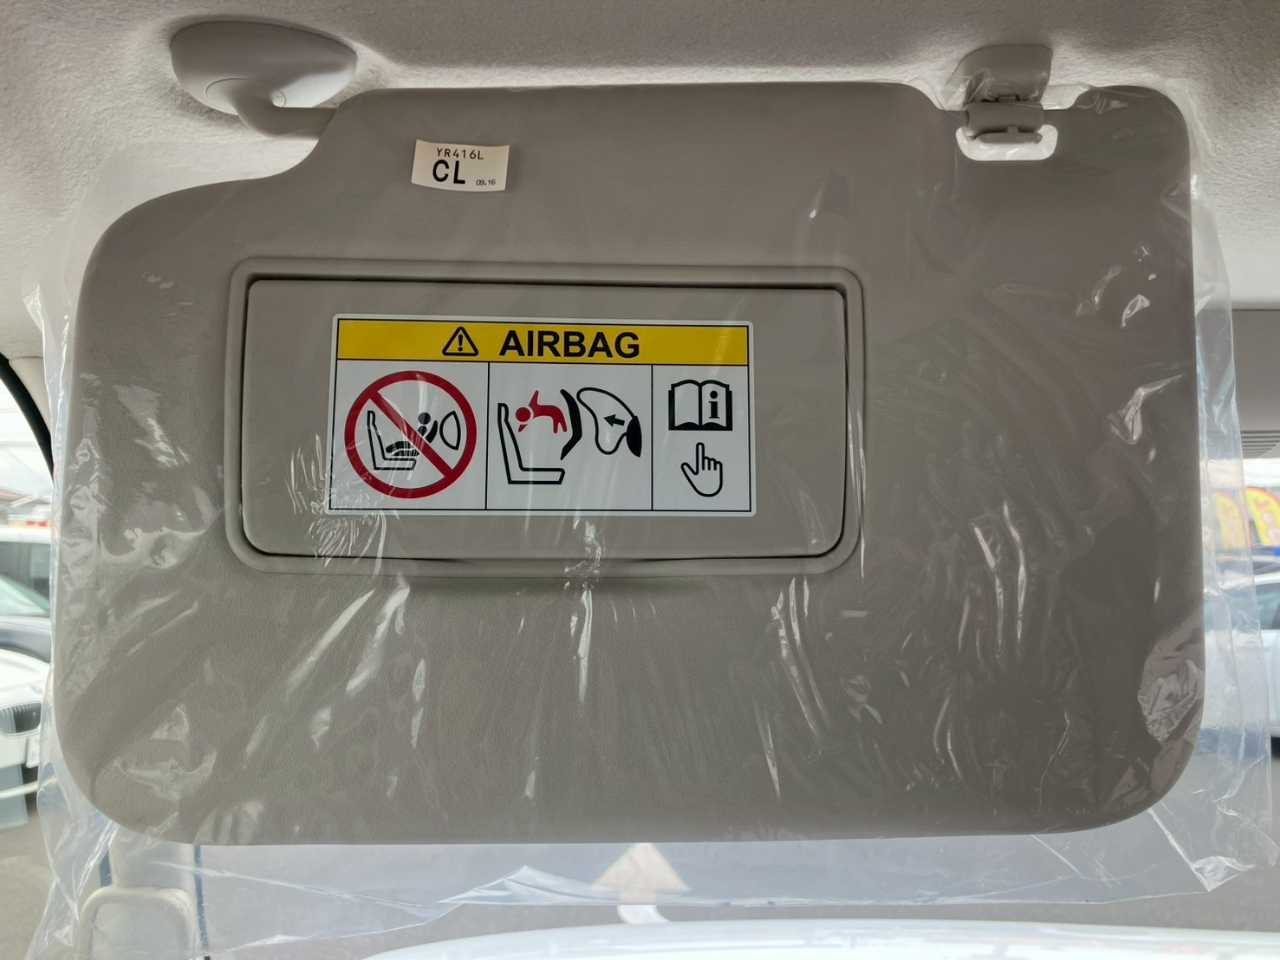 YR416L
CL
09.16
AIRBAG
i